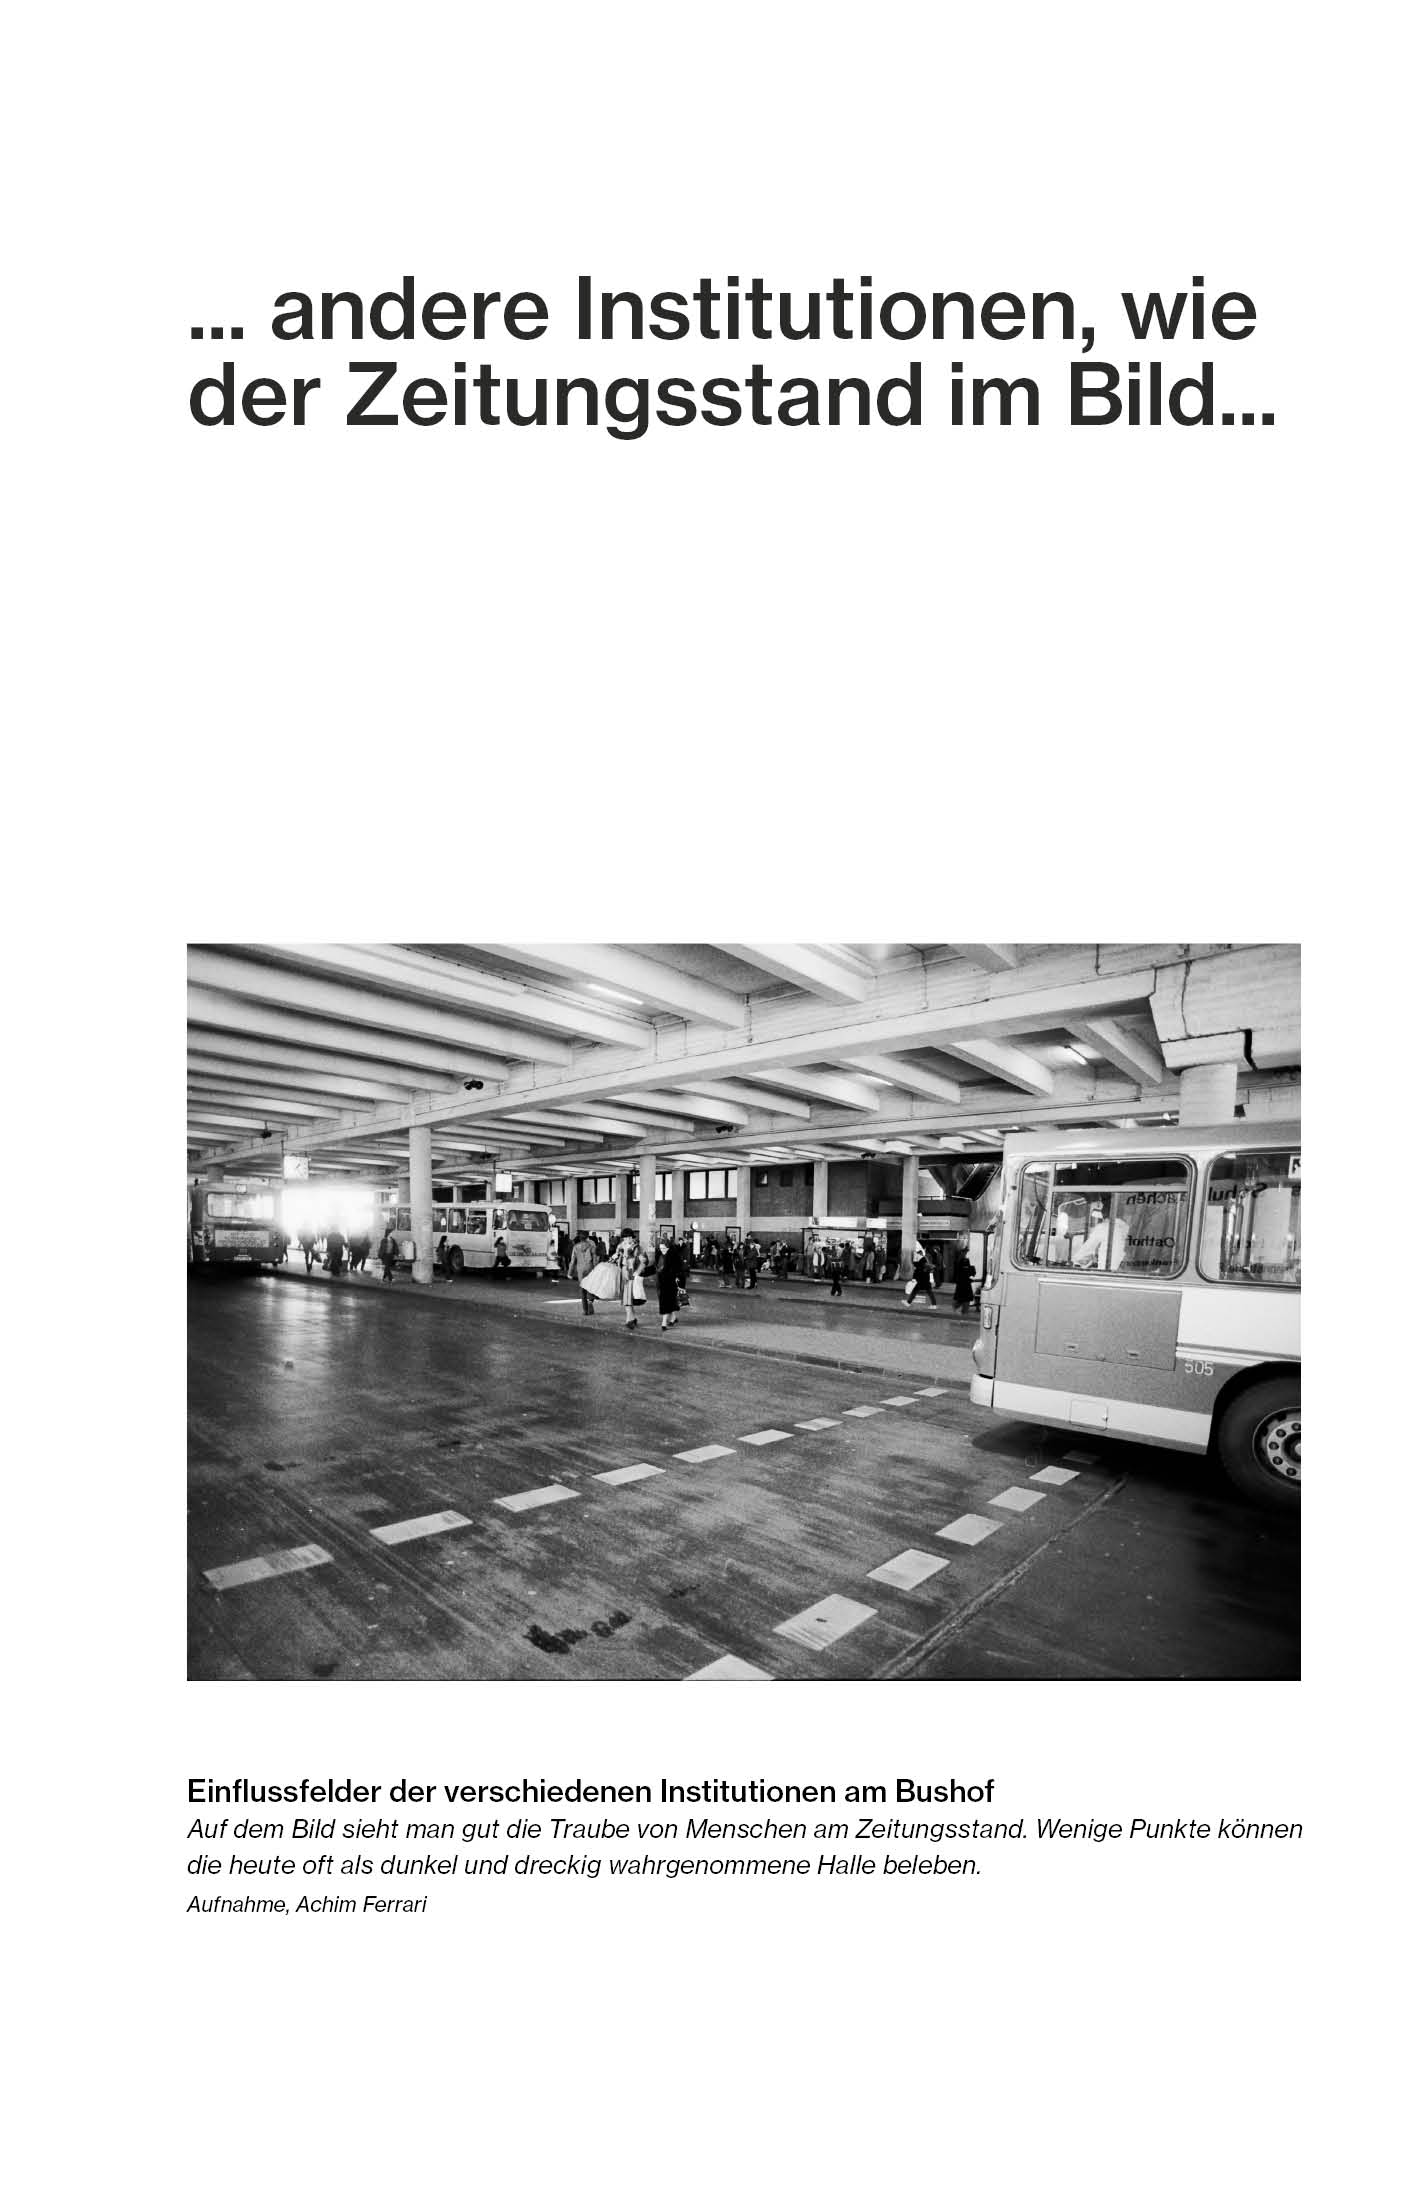 ... andere Institutionen, wie
der Zeitungsstand im Bild...
505
Einflussfelder der verschiedenen Institutionen am Bushof
Auf dem Bild sieht man gut die Traube von Menschen am Zeitungsstand. Wenige Punkte können
die heute oft als dunkel und dreckig wahrgenommene Halle beleben.
Aufnahme, Achim Ferrari